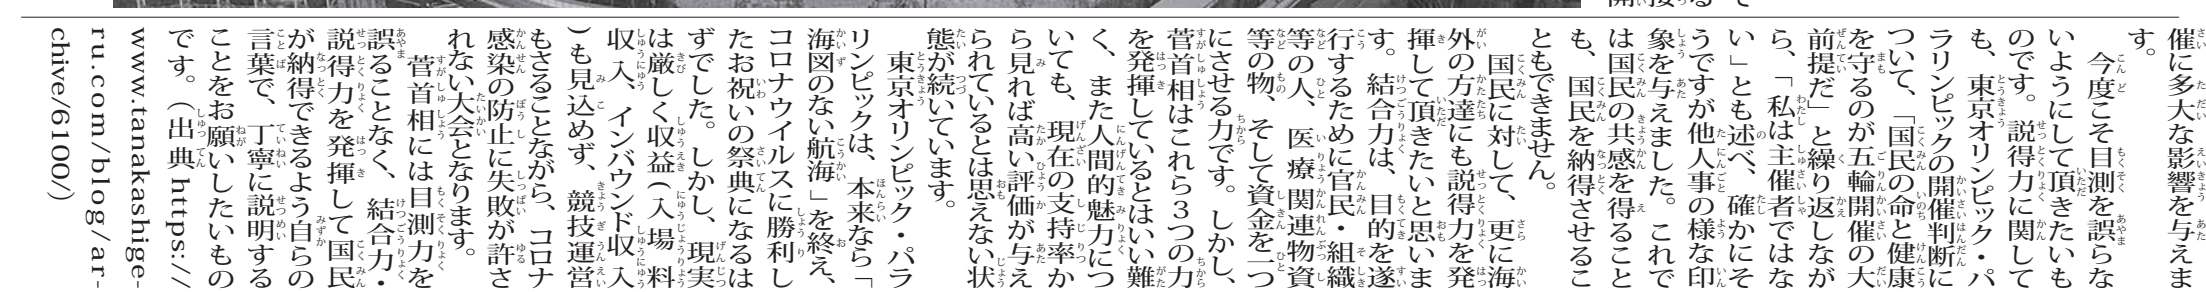 開接るそ
催に多大な影響を与えま
す。
今度こそ目測を誤らな
いようにして頂きたいも
のです。説得力に関して
も、東京オリンピック・パ
ラリンピックの開催判断に
ついて、「国民の命と健康
を守るのが五輪開催の大
前提だ」と繰り返しなが
ら、「私は主催者ではな
い」とも述べ、確かにそ
うですが他人事の様な印
象を与えました。これで
は国民の共感を得ること
も、国民を納得させるこ
ともできません。
国民に対して、更に海
外の方達にも説得力を発
揮して頂きたいと思いま
す。結合力は、目的を遂
行するために官民・組織
等の人、医療関連物資
等の物、そして資金を一つ
にさせる力です。しかし、
菅首相はこれら3つの力
を発揮しているとはいい難
く、また人間的魅力につ
いても、現在の支持率か
ら見れば高い評価が与え
られているとは思えない状
態が続いています。
東京オリンピック・パラ
リンピックは、本来なら「
海図のない航海」を終え、
コロナウイルスに勝利し
たお祝いの祭典になるは
ずでした。しかし、現実
は厳しく収益(入場料
収入、インバウンド収入
)も見込めず、競技運営
もさることながら、コロナ
感染の防止に失敗が許さ
れない大会となります。
菅首相には目測力を
誤ることなく、結合力・
説得力を発揮して国民
が納得できるよう自らの
言葉で、丁寧に説明する
ことをお願いしたいもの
です。(出典https://
www.tanakashige-
ru.com/blog/ar-
chive/6100/)